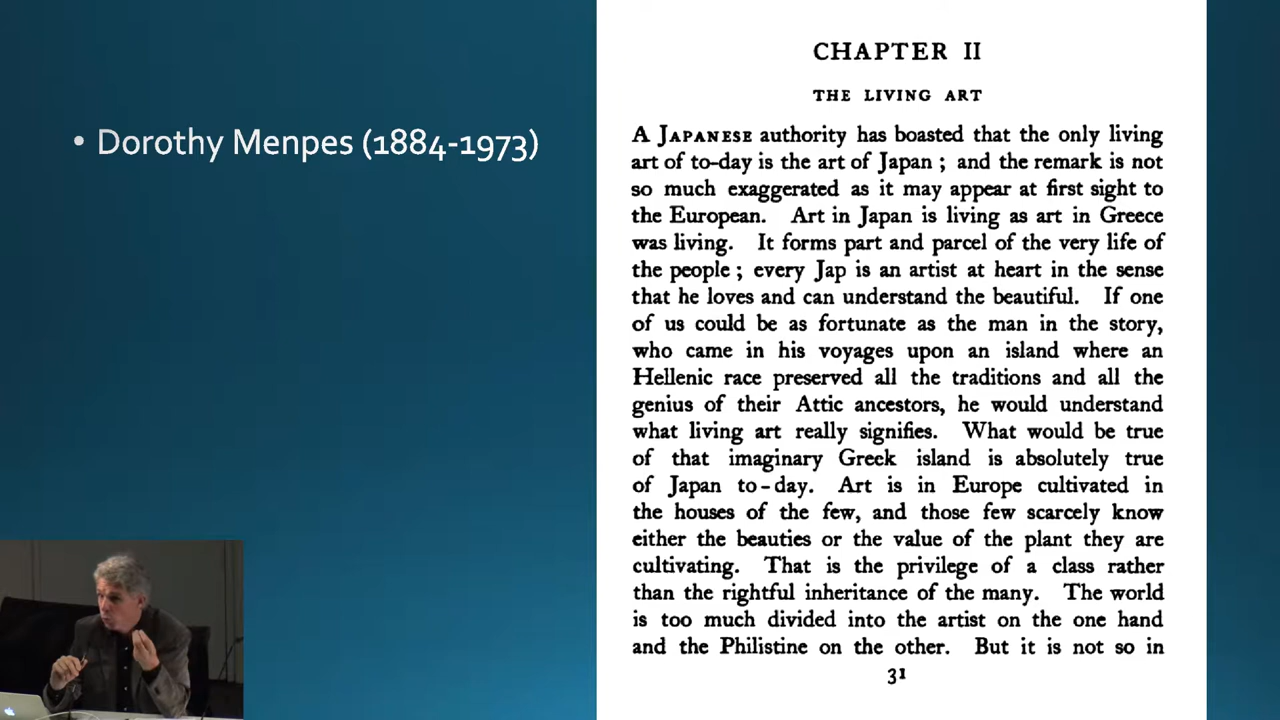 • Dorothy Menpes (1884-1973)
CHAPTER II
THE LIVING ART
A JAPANESE authority has boasted that the only living
art of to-day is the art of Japan ; and the remark is not
so much exaggerated as it may appear at first sight to
the European. Art in Japan is living as art in Greece
was living. It forms part and parcel of the very life of
the people ; every Jap is an artist at heart in the sense
that he loves and can understand the beautiful. If one
of us could be as fortunate as the man in the story,
who came in his voyages upon an island where an
Hellenic race preserved all the traditions and all the
genius of their Attic ancestors, he would understand
what living art really signifies. What would be true
of that imaginary Greek island is absolutely true
of Japan to-day. Art is in Europe cultivated in
the houses of the few, and those few scarcely know
either the beauties or the value of the plant they are
cultivating. That is the privilege of a class rather
than the rightful inheritance of the many. The world
is too much divided into the artist on the one hand
and the Philistine on the other. But it is not so in
31